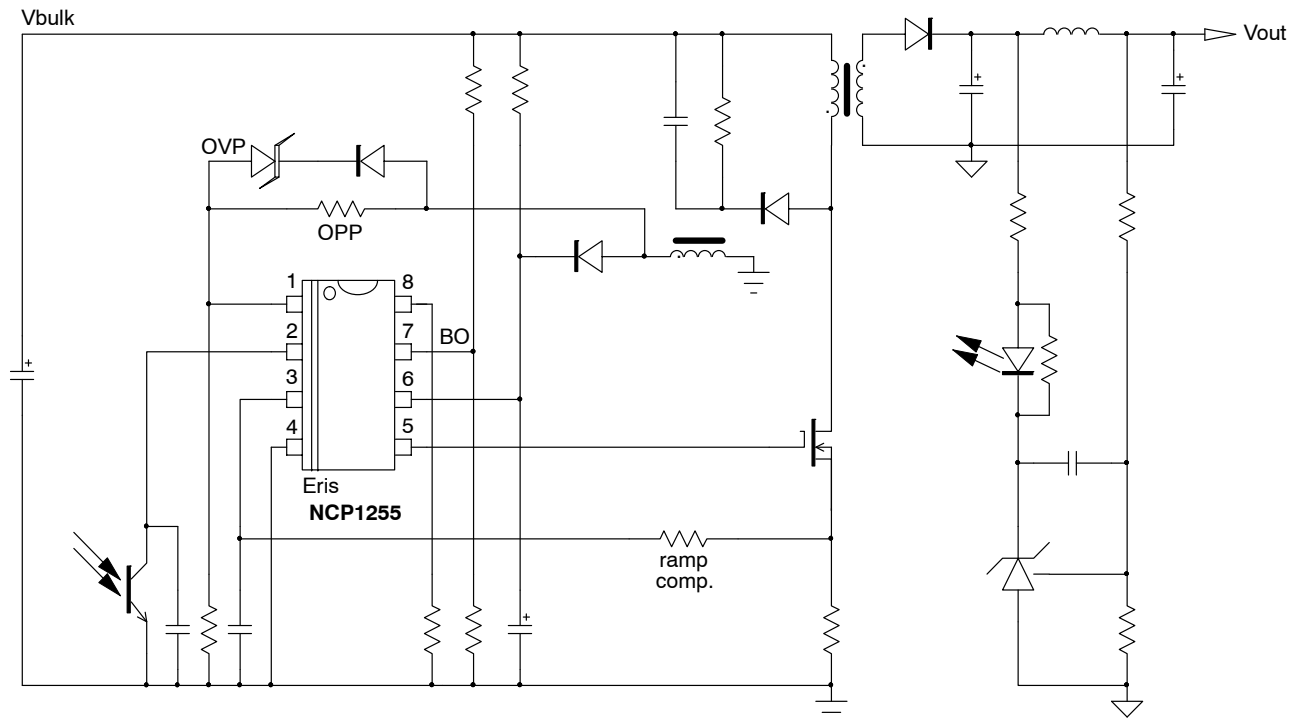 Vbulk
Vout
OVP
OPP
1
8
2
7
BO
3
6
4
5
Eris
NCP1255
ramp
comp.
+
+
+
+